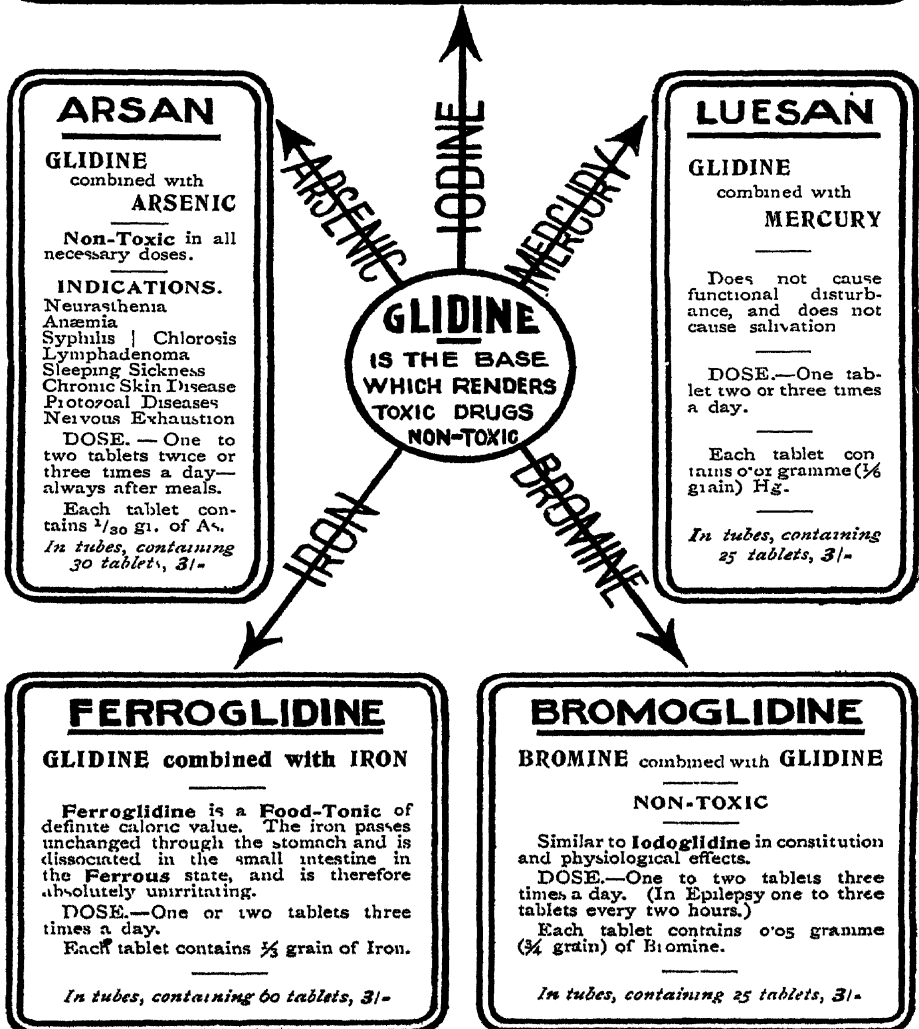 IODINE
ARSENIC
MERCURY
IRON
BROMINE
GLIDINE
IS THE BASE
WHICH RENDERS
TOXIC DRUGS
NON-TOXIC
ARSAN
GLIDINE
combined with
ARSENIC
Non-Toxic in all
necessary doses.
INDICATIONS.
Neurasthenia
Anæmia
Syphilis | Chlorosis
Lymphadenoma
Sleeping Sickness
Chronic Skin Disease
Protozoal Diseases
Nervous Exhaustion
DOSE. — One to
two tablets twice or
three times a day—
always after meals.
Each tablet con-
tains 1/30 gr. of As.
In tubes, containing
30 tablets, 3/-
LUESAN
GLIDINE
combined with
MERCURY
Does not cause
functional disturb-
ance, and does not
cause salivation
DOSE.—One tab-
let two or three times
a day.
Each tablet con
tains 0·01 gramme (1/6
grain) Hg.
In tubes, containing
25 tablets, 3/-
FERROGLIDINE
GLIDINE combined with IRON
Ferroglidine is a Food-Tonic of
definite caloric value. The iron passes
unchanged through the stomach and is
dissociated in the small intestine in
the Ferrous state, and is therefore
absolutely unirritating.
DOSE.—One or two tablets three
times a day.
Each tablet contains ⅓ grain of Iron.
In tubes, containing 60 tablets, 3/-
BROMOGLIDINE
BROMINE combined with GLIDINE
NON-TOXIC
Similar to Iodoglidine in constitution
and physiological effects.
DOSE.—One to two tablets three
times a day. (In Epilepsy one to three
tablets every two hours.)
Each tablet contains 0·05 gramme
(¾ grain) of Bromine.
In tubes, containing 25 tablets, 3/-